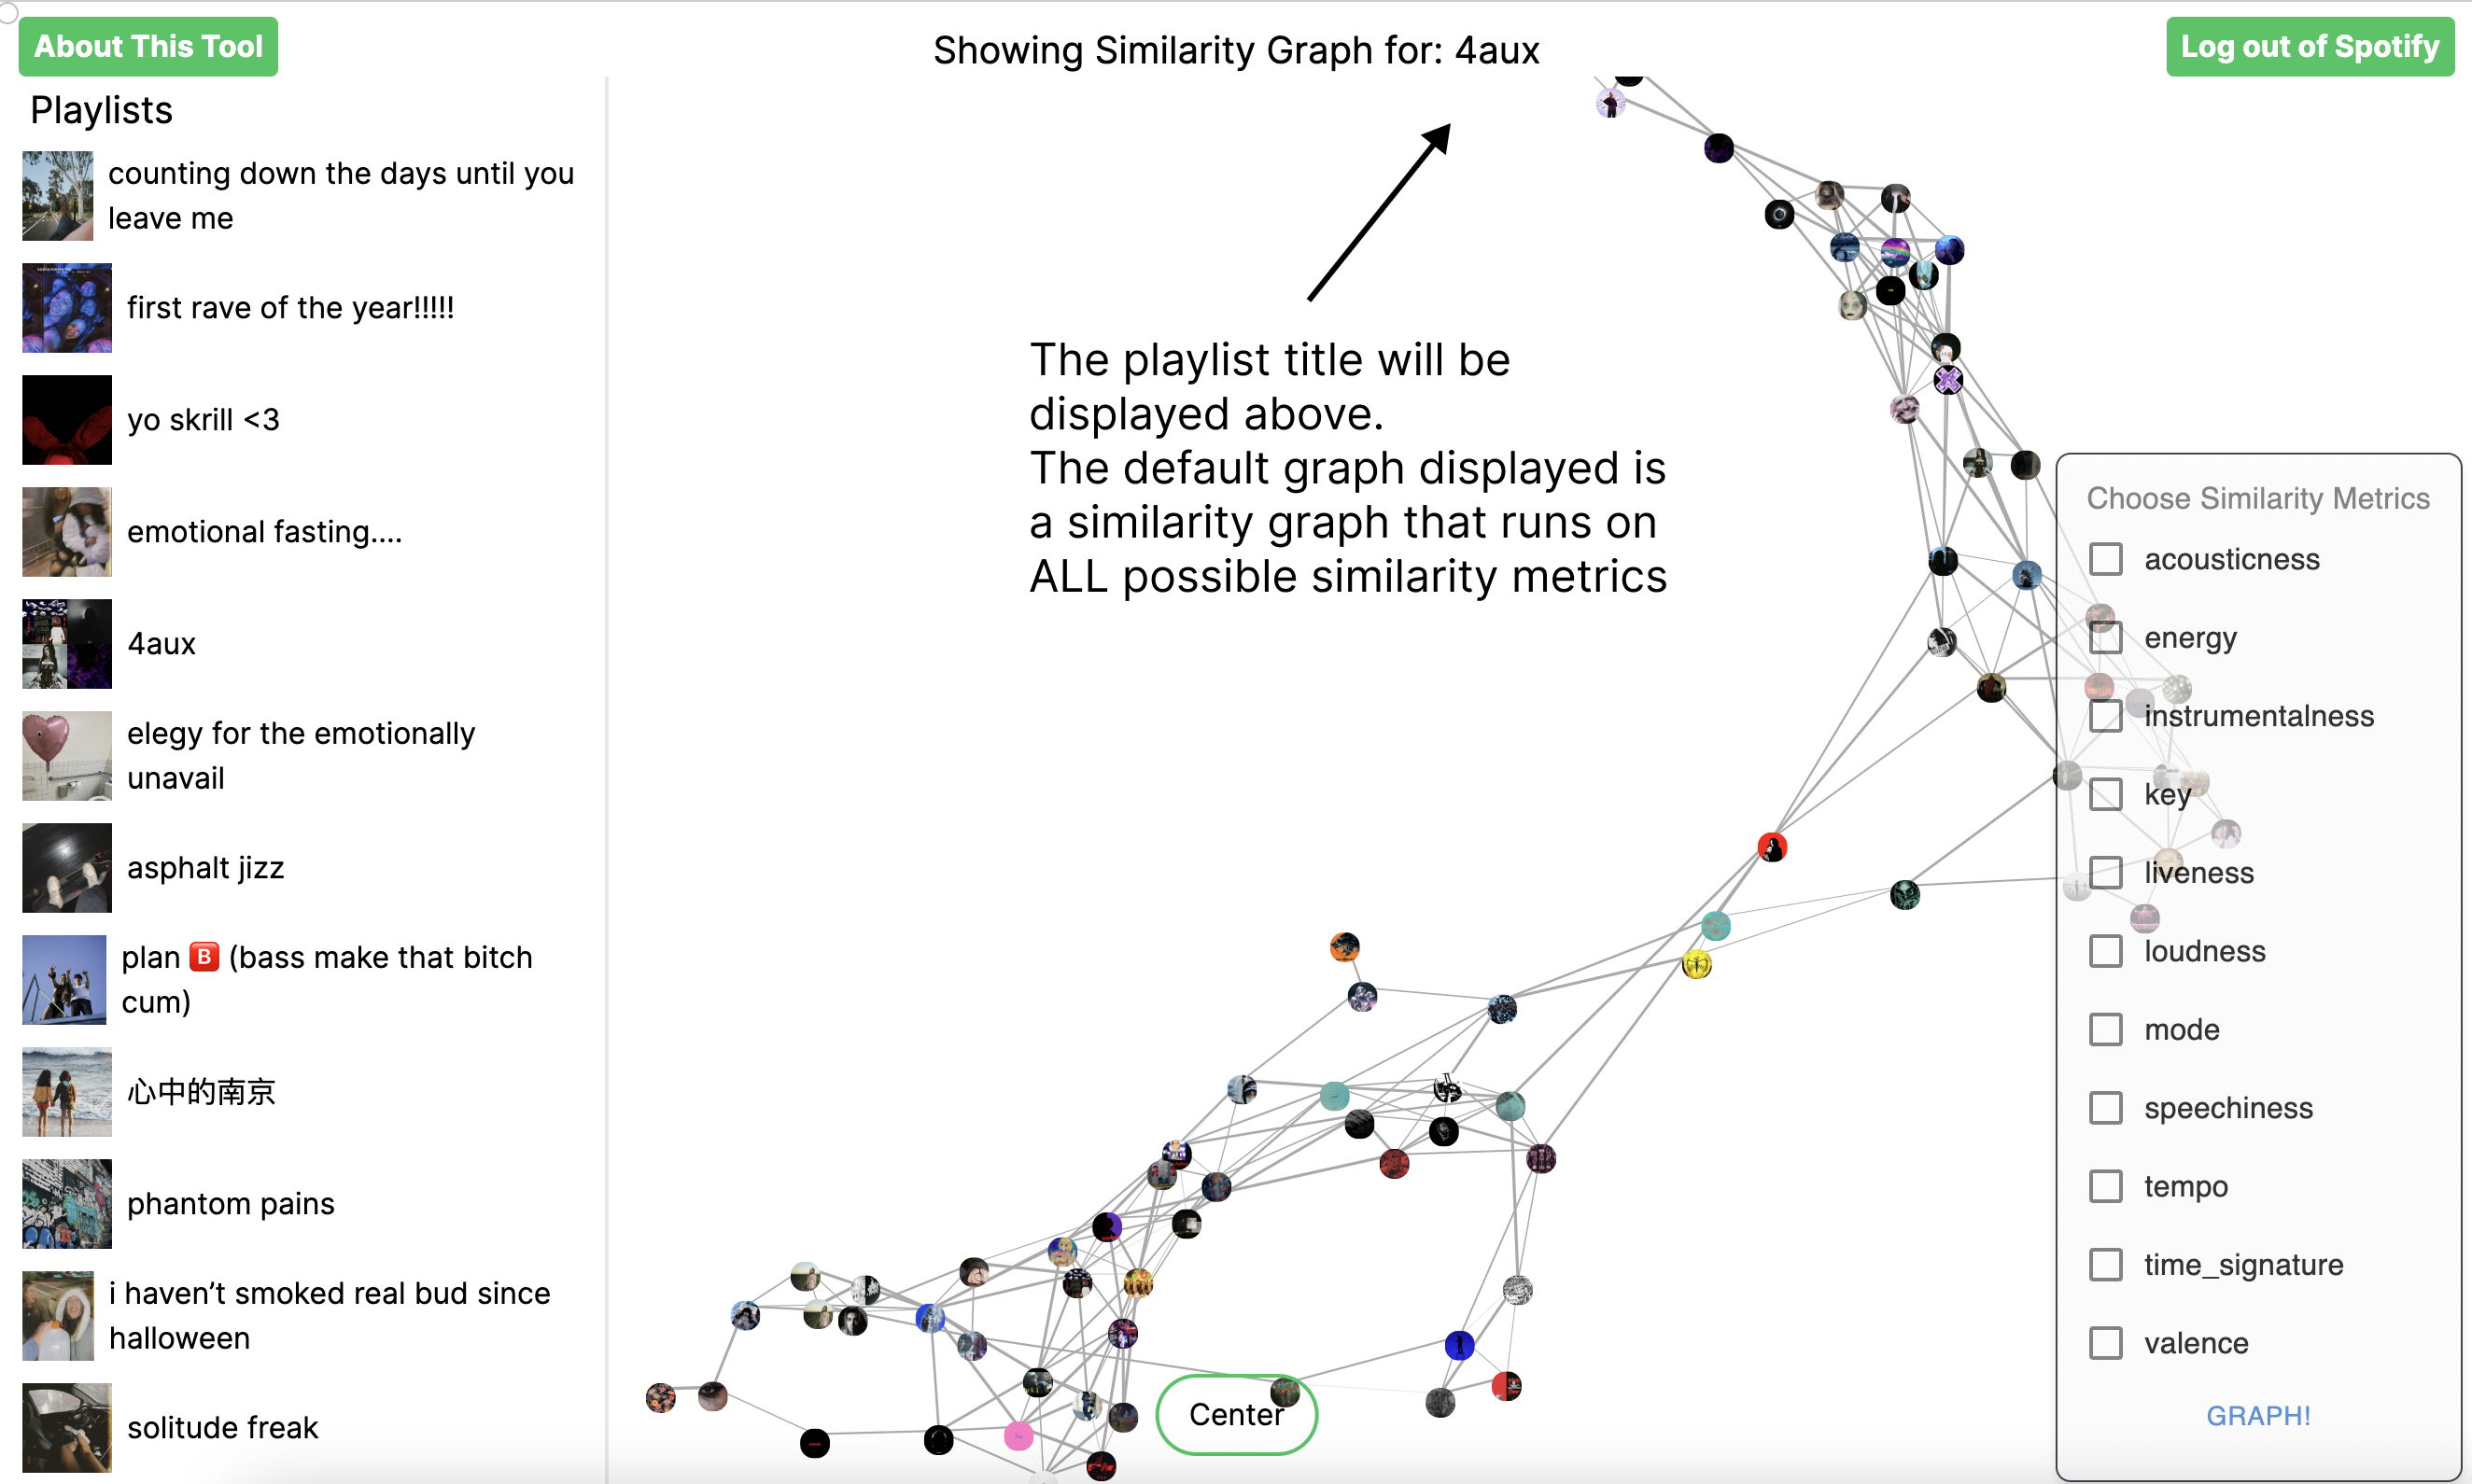 About This Tool
Showing Similarity Graph for: 4aux
Log out of Spotify
Playlists
counting down the days until you
leave me
first rave of the year!!!!!
yo skrill <3
emotional fasting....
4aux
elegy for the emotionally
unavail
asphalt jizz
plan 🅱️ (bass make that bitch
cum)
心中的南京
phantom pains
i haven’t smoked real bud since
halloween
solitude freak
The playlist title will be
displayed above.
The default graph displayed is
a similarity graph that runs on
ALL possible similarity metrics
Center
Choose Similarity Metrics
acousticness
energy
instrumentalness
key
liveness
loudness
mode
speechiness
tempo
time_signature
valence
GRAPH!